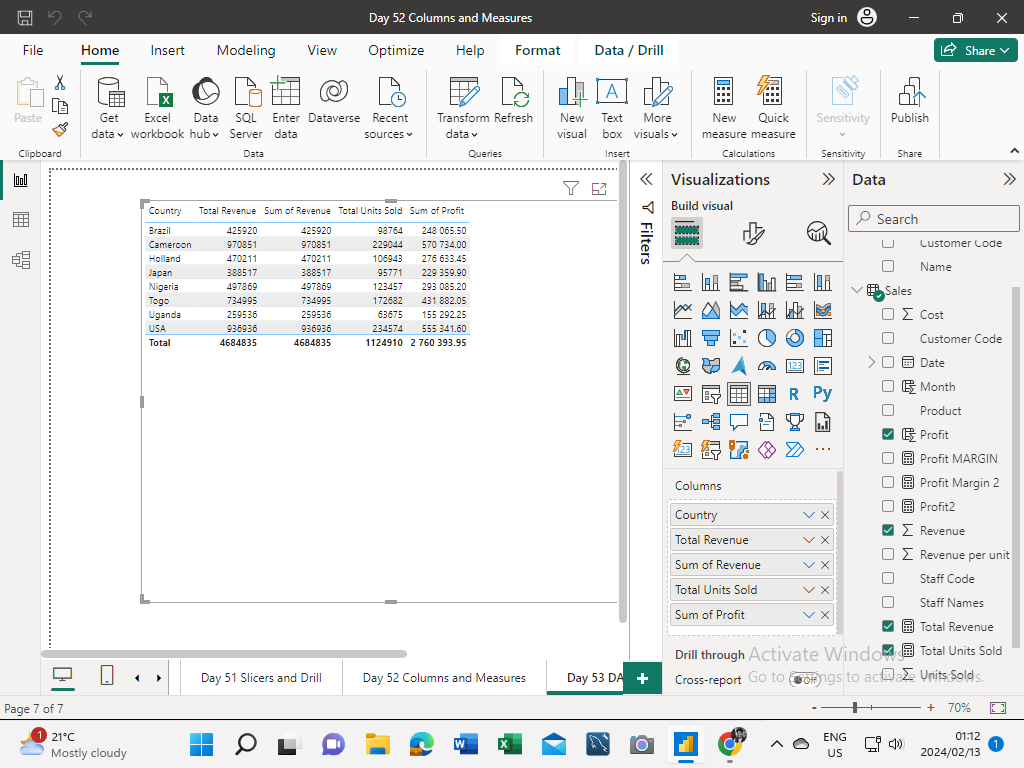 Day 52 Columns and Measures
Sign in
File Home Insert Modeling View Optimize Help Format Data / Drill Share
Paste
Get data
Excel workbook
Data hub
SQL Server
Enter data
Dataverse
Recent sources
Transform data
Refresh
New visual
Text box
More visuals
New measure
Quick measure
Sensitivity
Publish
Clipboard Data Queries Insert Calculations Sensitivity Share
Country Total Revenue Sum of Revenue Total Units Sold Sum of Profit
Brazil 425920 425920 98764 248 065.50
Cameroon 970851 970851 229044 570 734.00
Holland 470211 470211 106943 276 633.45
Japan 388517 388517 95771 229 359.90
Nigeria 497869 497869 123457 293 085.20
Togo 734995 734995 172682 431 882.05
Uganda 259536 259536 63675 155 292.25
USA 936936 936936 234574 555 341.60
Total 4684835 4684835 1124910 2 760 393.95
Filters
Visualizations
Build visual
123
R Py
123
Columns
Country
Total Revenue
Sum of Revenue
Total Units Sold
Sum of Profit
Drill through
Cross-report
Off
Data
Search
Customer Code
Name
Sales
Cost
Customer Code
Date
Month
Product
Profit
Profit MARGIN
Profit Margin 2
Profit2
Revenue
Revenue per unit
Staff Code
Staff Names
Total Revenue
Total Units Sold
Units Sold
Activate Windows
Go to Settings to activate Windows.
Day 51 Slicers and Drill Day 52 Columns and Measures Day 53 DA
Page 7 of 7
- + 70%
1
21°C
Mostly cloudy
ENG
US
01:12
2024/02/13
1